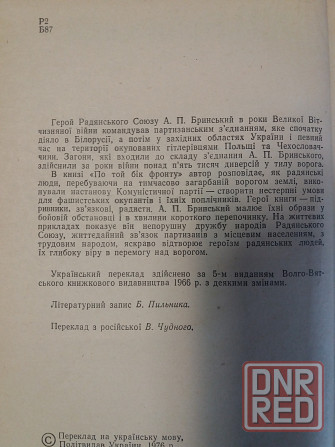 Р2
Б87
Герой Радянського Союзу А. П. Бринський в роки Великої Віт-
чизняної війни командував партизанським з'єднанням, яке спочатку
діяло в Білорусії, а потім у західних областях України і певний
час на території окупованих гітлерівцями Польщі та Чехословач-
чини. Загони, які входили до складу з'єднання А. П. Бринського,
здійснили за роки війни понад п'ять тисяч диверсій у тилу ворога.
В книзі «По той бік фронту» автор розповідає, як радянські
люди, перебуваючи на тимчасово загарбаній ворогом землі, вико-
нували настанову Комуністичної партії — створити нестерпні умови
для фашистських окупантів і їхніх поплічників. Герої книги — під-
ривники, зв'язкові, радисти. А. П. Бринський малює їхні образи у
бойовій обстановці і в хвилини короткого перепочинку. На життєвих
прикладах показує він непорушну дружбу народів Радянського
Союзу, життєдайний зв'язок партизанів з місцевим населенням, з
трудовим народом, яскраво відтворює героїзм радянських людей,
їх глибоку віру в перемогу над ворогом.
Український переклад здійснено за 5-м виданням Волго-Вят-
ського книжкового видавництва 1966 р. з деякими змінами.
Літературний запис Б. Пильника.
Переклад з російської В. Чудного.
© Переклад на українську мову,
Політвидав України, 1976 р.
DNR
RED